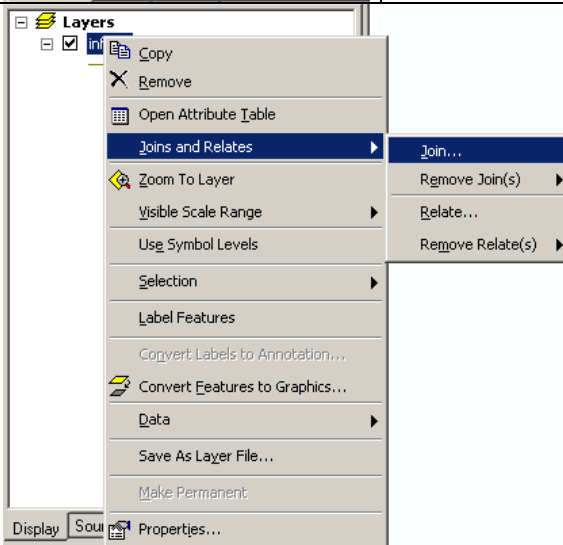 Layers
Copy
Remove
Open Attribute Table
Joins and Relates
Join...
Remove Join(s)
Relate...
Remove Relate(s)
Zoom To Layer
Visible Scale Range
Use Symbol Levels
Selection
Label Features
Convert Labels to Annotation...
Convert Features to Graphics...
Data
Save As Layer File...
Make Permanent
Properties...
Display